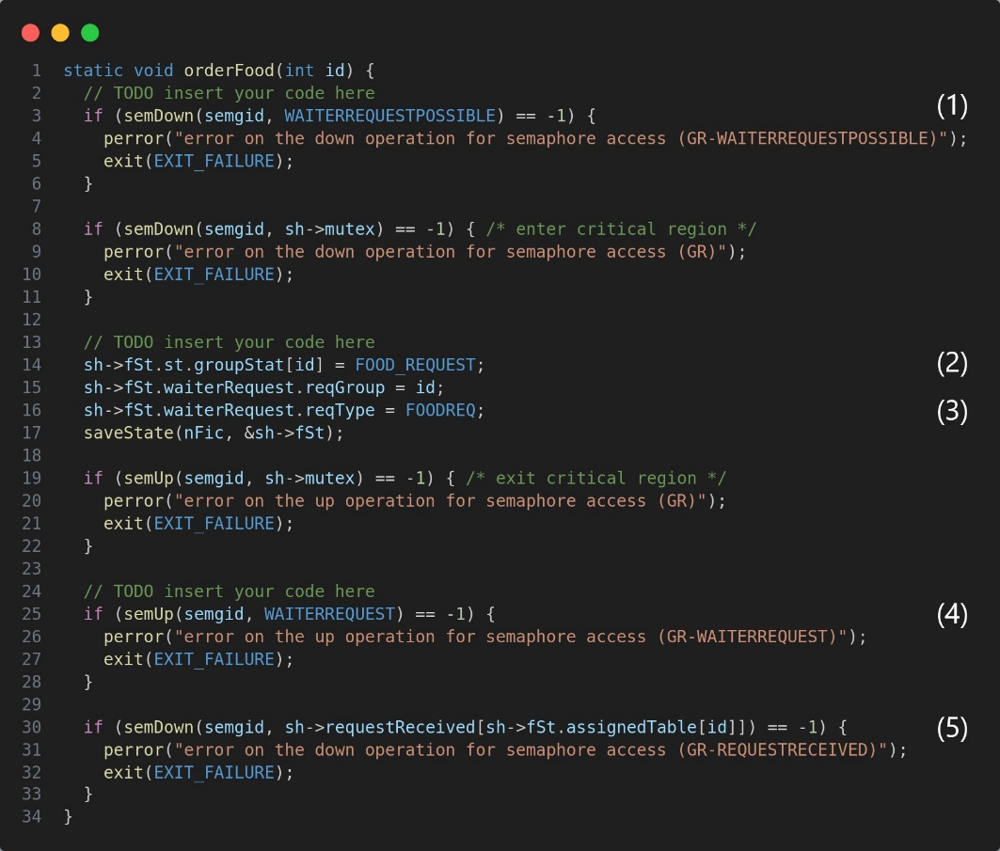 1 static void orderFood(int id) {
2 // TODO insert your code here
(1)
3 if (semDown(semgid, WAITERREQUESTPOSSIBLE) == -1) {
4 perror("error on the down operation for semaphore access (GR-WAITERREQUESTPOSSIBLE)");
5 exit(EXIT_FAILURE);
6 }
7
8 if (semDown(semgid, sh->mutex) == -1) { /* enter critical region */
9 perror("error on the down operation for semaphore access (GR)");
10 exit(EXIT_FAILURE);
11 }
12
13 // TODO insert your code here
14 sh->fSt.st.groupStat[id] = FOOD_REQUEST; (2)
15 sh->fSt.waiterRequest.reqGroup = id;
16 sh->fSt.waiterRequest.reqType = FOODREQ; (3)
17 saveState(nFic, &sh->fSt);
18
19 if (semUp(semgid, sh->mutex) == -1) { /* exit critical region */
20 perror("error on the up operation for semaphore access (GR)");
21 exit(EXIT_FAILURE);
22 }
23
24 // TODO insert your code here
25 if (semUp(semgid, WAITERREQUEST) == -1) { (4)
26 perror("error on the up operation for semaphore access (GR-WAITERREQUEST)");
27 exit(EXIT_FAILURE);
28 }
29
30 if (semDown(semgid, sh->requestReceived[sh->fSt.assignedTable[id]]) == -1) { (5)
31 perror("error on the down operation for semaphore access (GR-REQUESTRECEIVED)");
32 exit(EXIT_FAILURE);
33 }
34 }